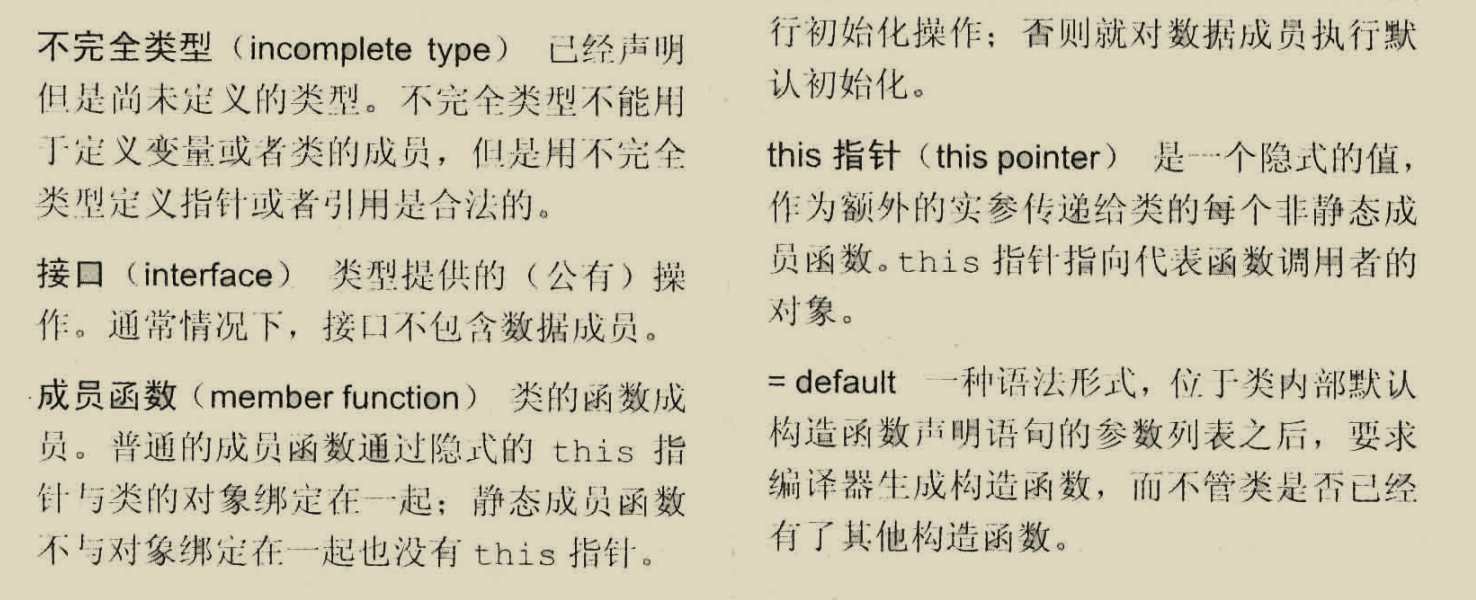 不完全类型（incomplete type） 已经声明
但是尚未定义的类型。不完全类型不能用
于定义变量或者类的成员，但是用不完全
类型定义指针或者引用是合法的。
接口（interface） 类型提供的（公有）操
作。通常情况下，接口不包含数据成员。
成员函数（member function） 类的函数成
员。普通的成员函数通过隐式的 this 指
针与类的对象绑定在一起；静态成员函数
不与对象绑定在一起也没有 this 指针。
行初始化操作；否则就对数据成员执行默
认初始化。
this 指针（this pointer） 是一个隐式的值，
作为额外的实参传递给类的每个非静态成
员函数。this 指针指向代表函数调用者的
对象。
= default 一种语法形式，位于类内部默认
构造函数声明语句的参数列表之后，要求
编译器生成构造函数，而不管类是否已经
有了其他构造函数。